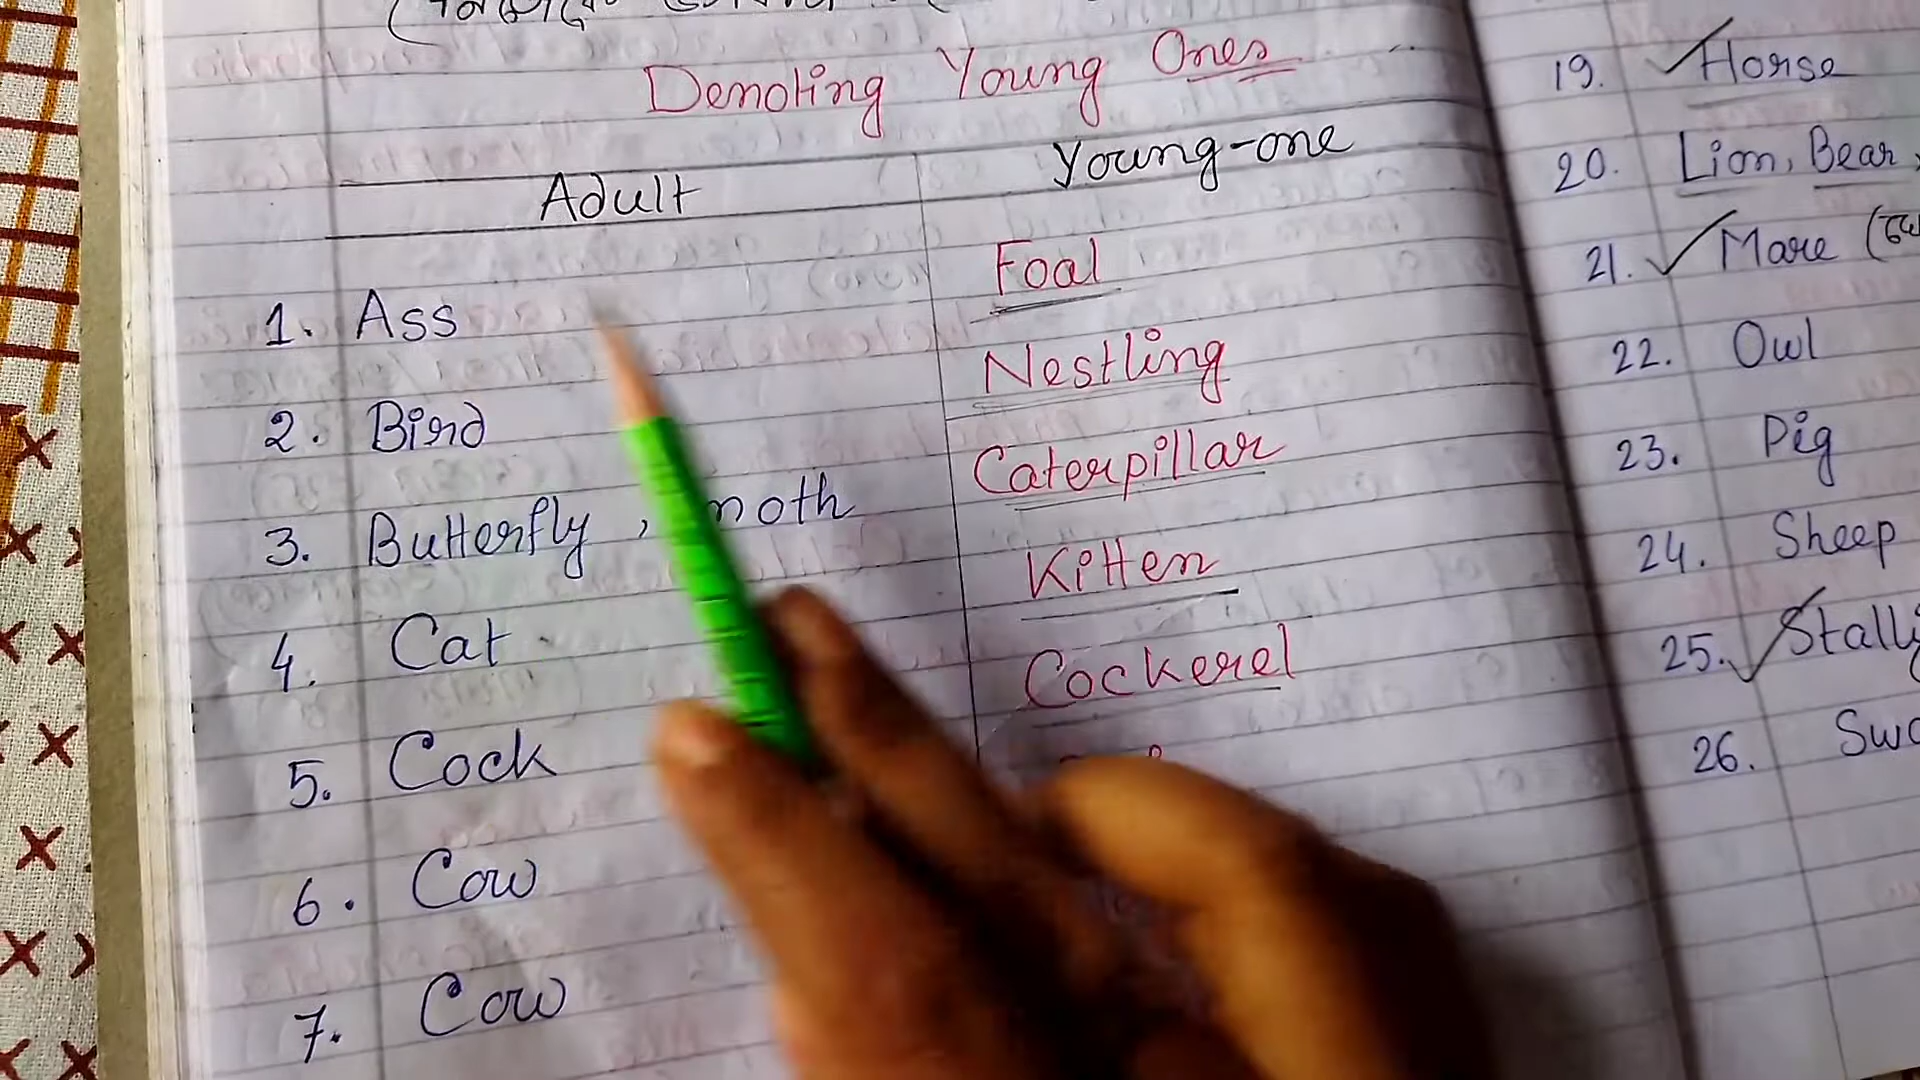 Denoting Young Ones
Adult Young-one
1. Ass Foal
2. Bird Nestling
3. Butterfly, moth Caterpillar
4. Cat Kitten
5. Cock Cockerel
6. Cow
7. Cow
19. Horse
20. Lion, Bear,
21. Mare
22. Owl
23. Pig
24. Sheep
25.
26.